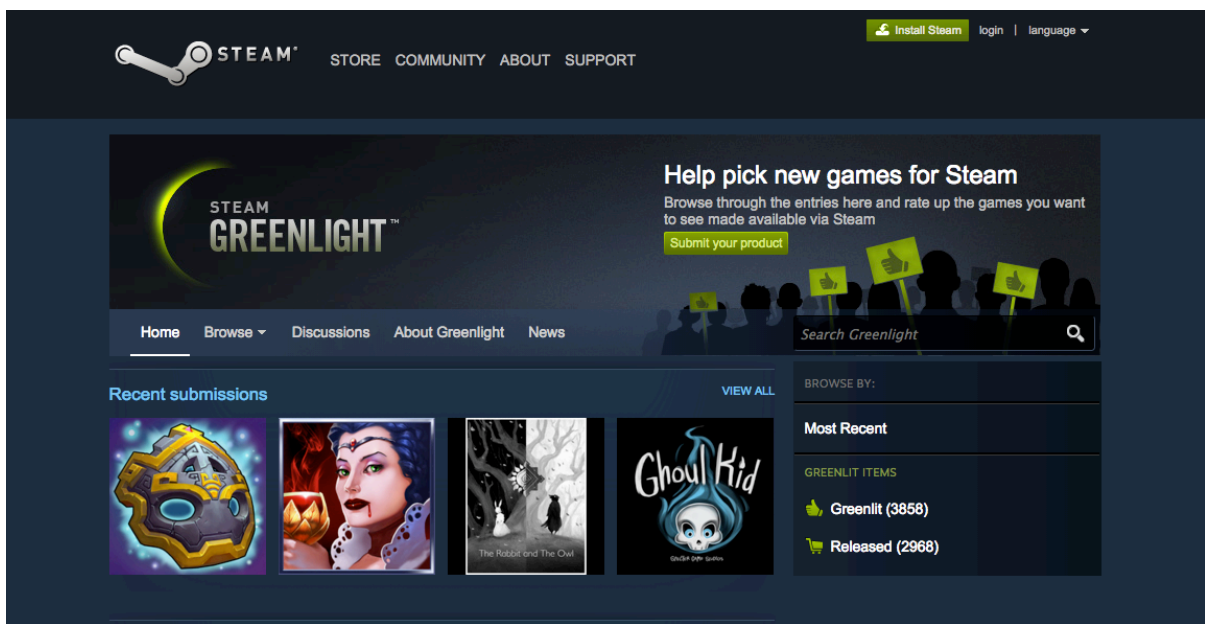 Install Steam login | language
STEAM®
STORE COMMUNITY ABOUT SUPPORT
STEAM
GREENLIGHT™
Help pick new games for Steam
Browse through the entries here and rate up the games you want
to see made available via Steam
Submit your product
Home Browse Discussions About Greenlight News
Search Greenlight
Recent submissions
VIEW ALL
The Rabbit and The Owl
Ghoul Kid
BROWSE BY:
Most Recent
GREENLIT ITEMS
Greenlit (3858)
Released (2968)